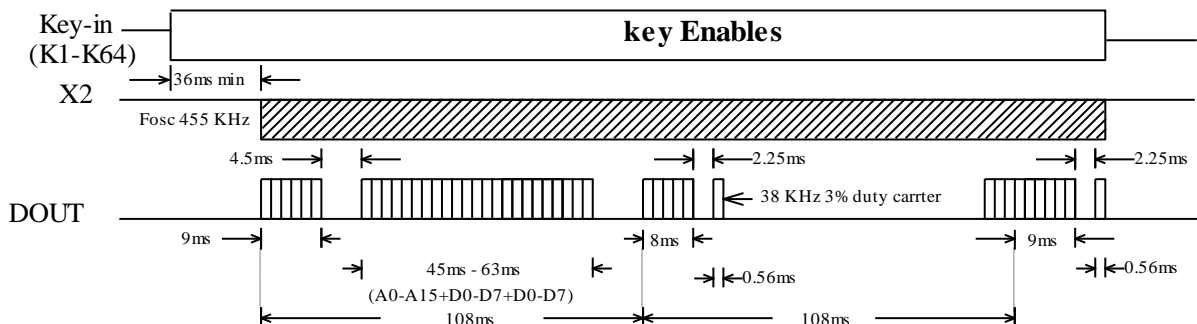 Key-in
(K1-K64)
key Enables
36ms min
X2
Fosc 455 KHz
4.5ms
2.25ms
2.25ms
DOUT
38 KHz 3% duty carrter
9ms
8ms
9ms
45ms - 63ms
(A0-A15+D0-D7+D0-D7)
0.56ms
0.56ms
108ms
108ms